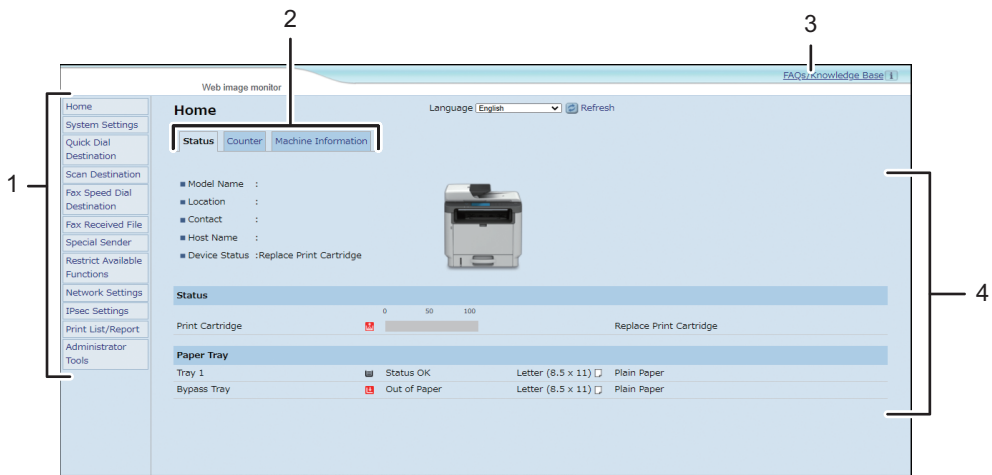 2
3
FAQs/Knowledge Base
Web image monitor
1
Home
System Settings
Quick Dial
Destination
Scan Destination
Fax Speed Dial
Destination
Fax Received File
Special Sender
Restrict Available
Functions
Network Settings
IPsec Settings
Print List/Report
Administrator
Tools
Home
Language English Refresh
Status Counter Machine Information
Model Name :
Location :
Contact :
Host Name :
Device Status :Replace Print Cartridge
4
Status
0 50 100
Print Cartridge Replace Print Cartridge
Paper Tray
Tray 1 Status OK Letter (8.5 x 11) Plain Paper
Bypass Tray Out of Paper Letter (8.5 x 11) Plain Paper